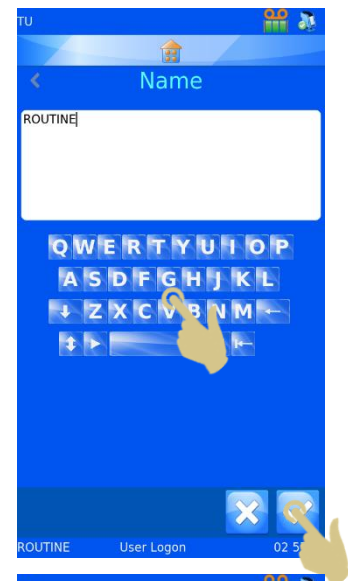 TU
Name
ROUTINE
Q W E R T Y U I O P
A S D F G H J K L
Z X C V B N M
ROUTINE User Logon 02 5